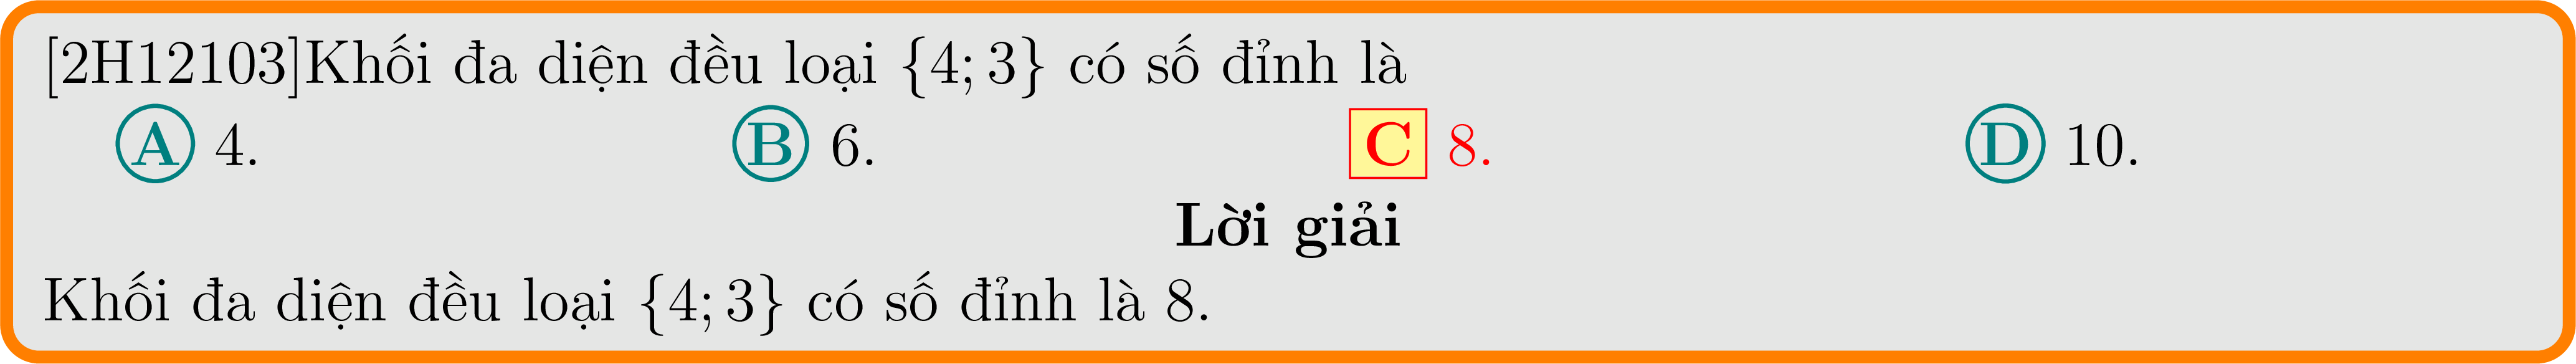 [2H12103]Khối đa diện đều loại {4; 3} có số đỉnh là
A 4. B 6. C 8. D 10.
Lời giải
Khối đa diện đều loại {4; 3} có số đỉnh là 8.